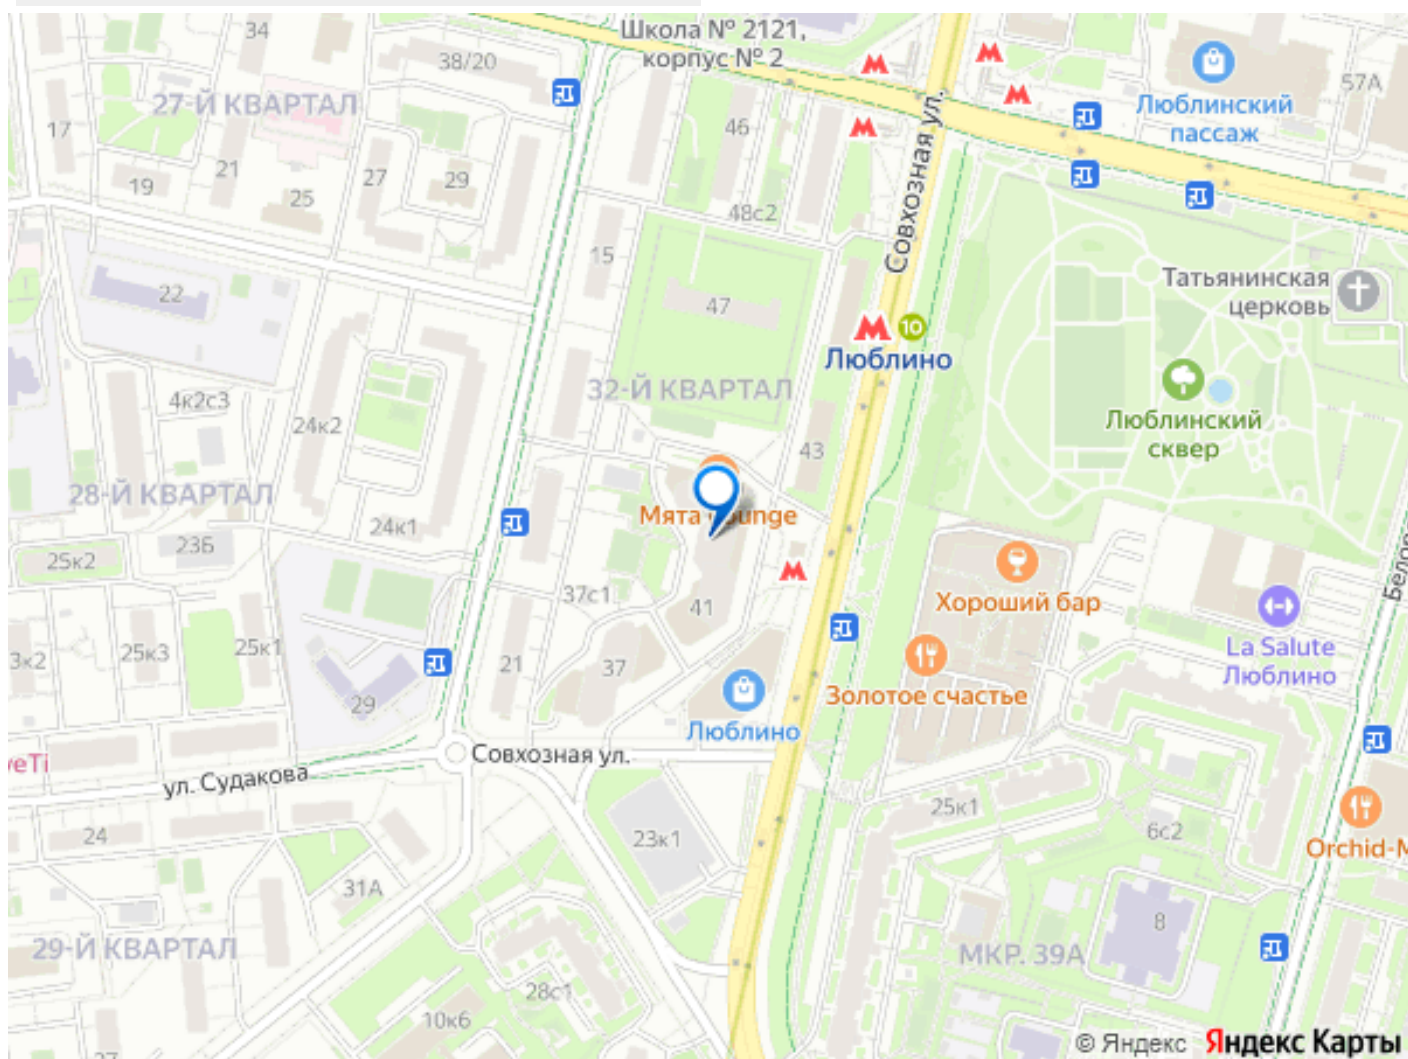 Школа № 2121,
корпус № 2
34
38/20
57А
27-Й КВАРТАЛ
Люблинский
пассаж
17
46
21
19
27
29
25
48с2
Совхозная ул.
15
Татьянинская
церковь
22
47
10
Люблино
32-Й КВАРТАЛ
4к2с3
24к2
Люблинский
сквер
43
28-Й КВАРТАЛ
Мята
24к1
23Б
25к2
37с1
41
Хороший бар
La Salute
Люблино
3к2
25к3
25к1
21
37
Золотое счастье
29
Люблино
Совхозная ул.
ул. Судакова
25к1
24
23к1
6с2
Orchid-M
31А
8
29-Й КВАРТАЛ
МКР. 39А
28с1
10к6
27
© Яндекс Яндекс Карты